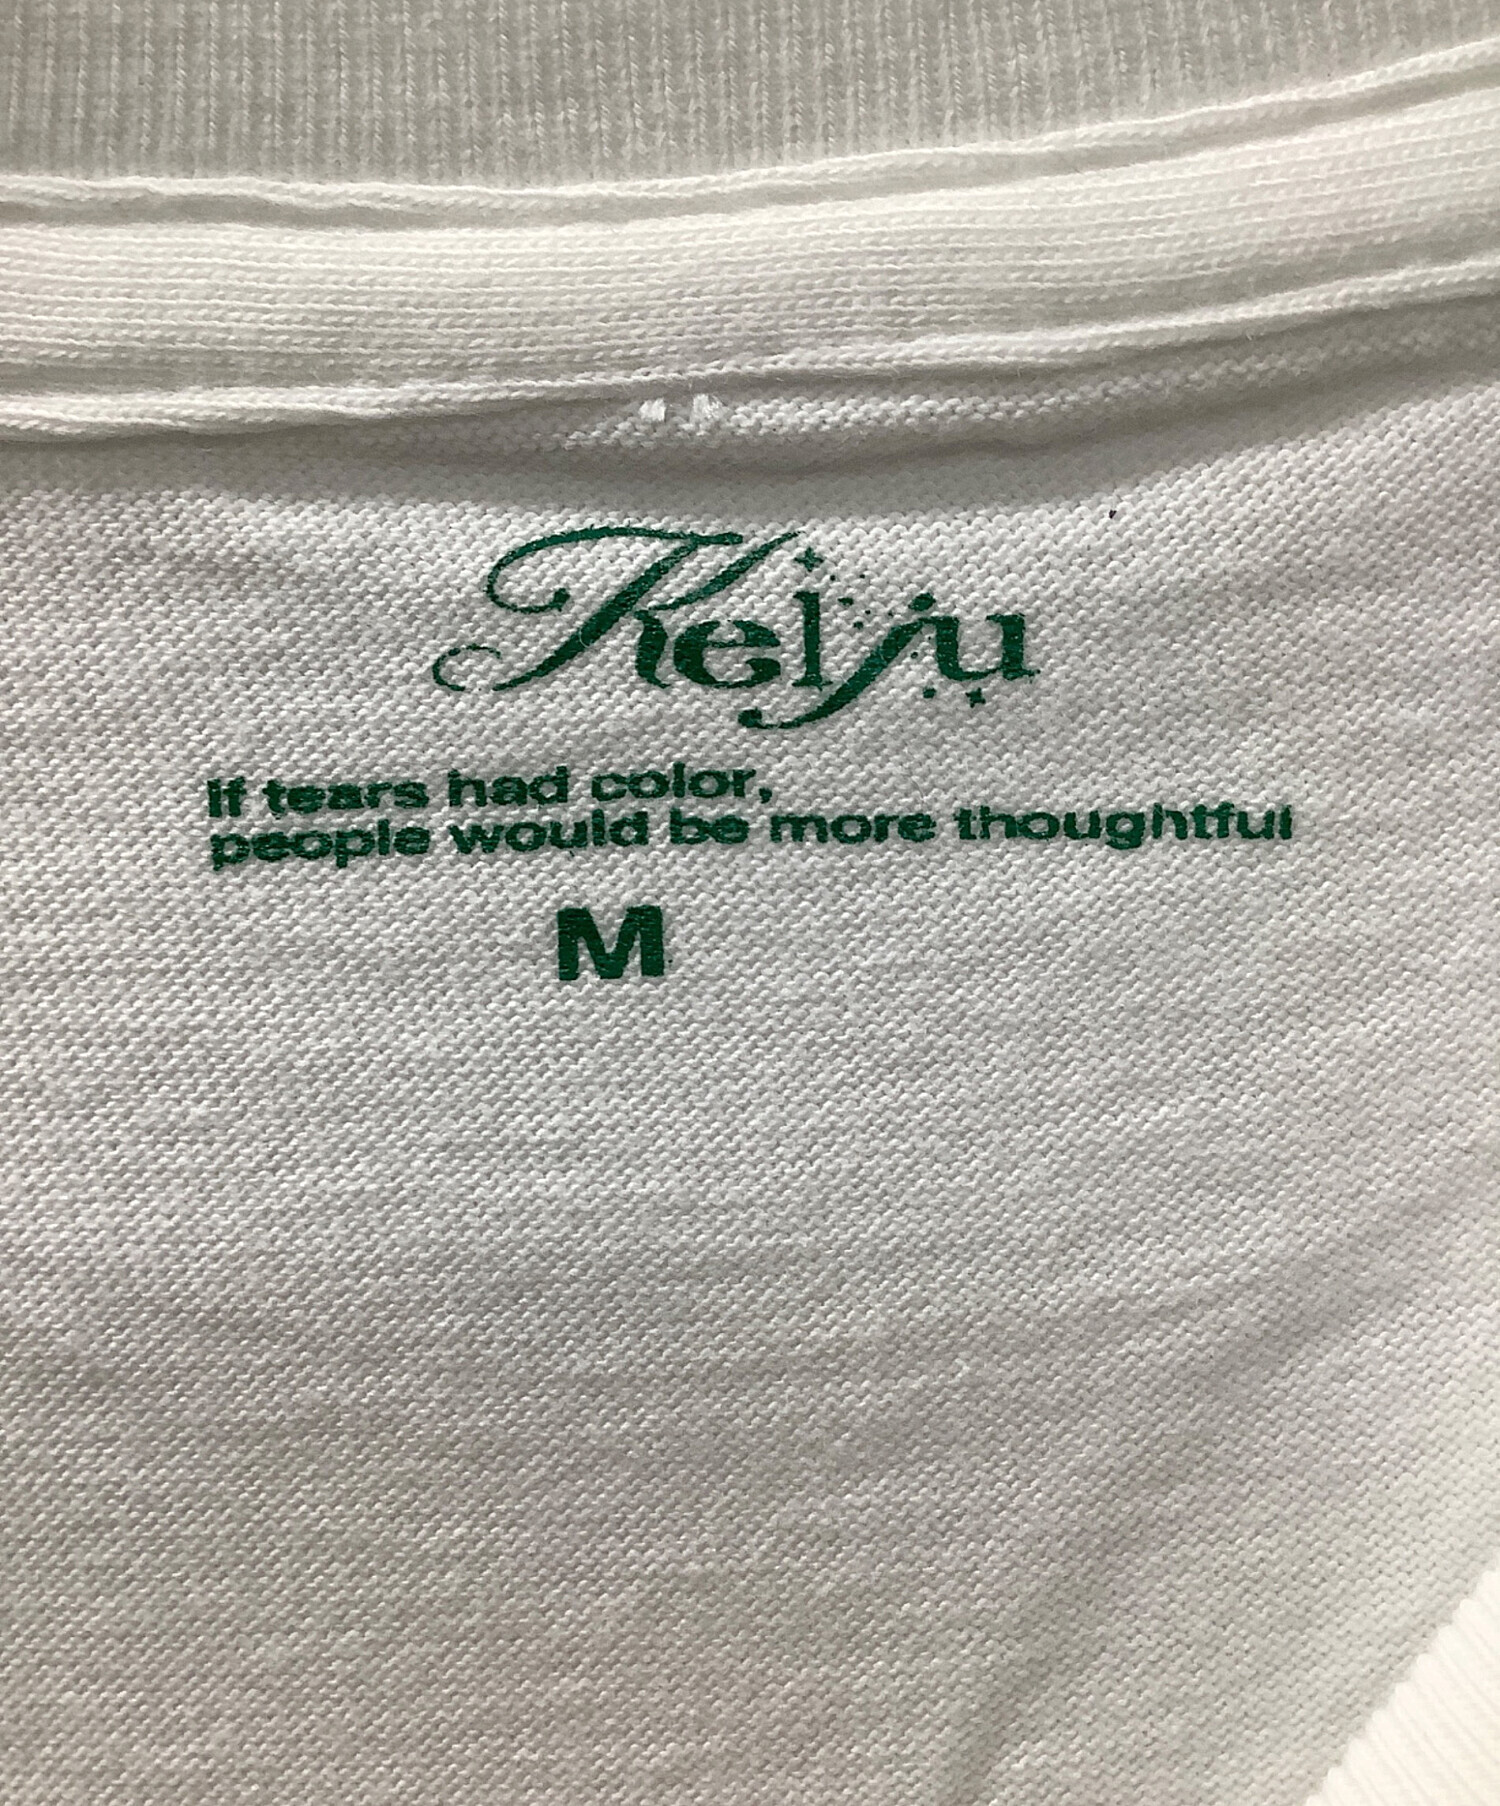 Keiju
If tears had color,
people would be more thoughtful
M